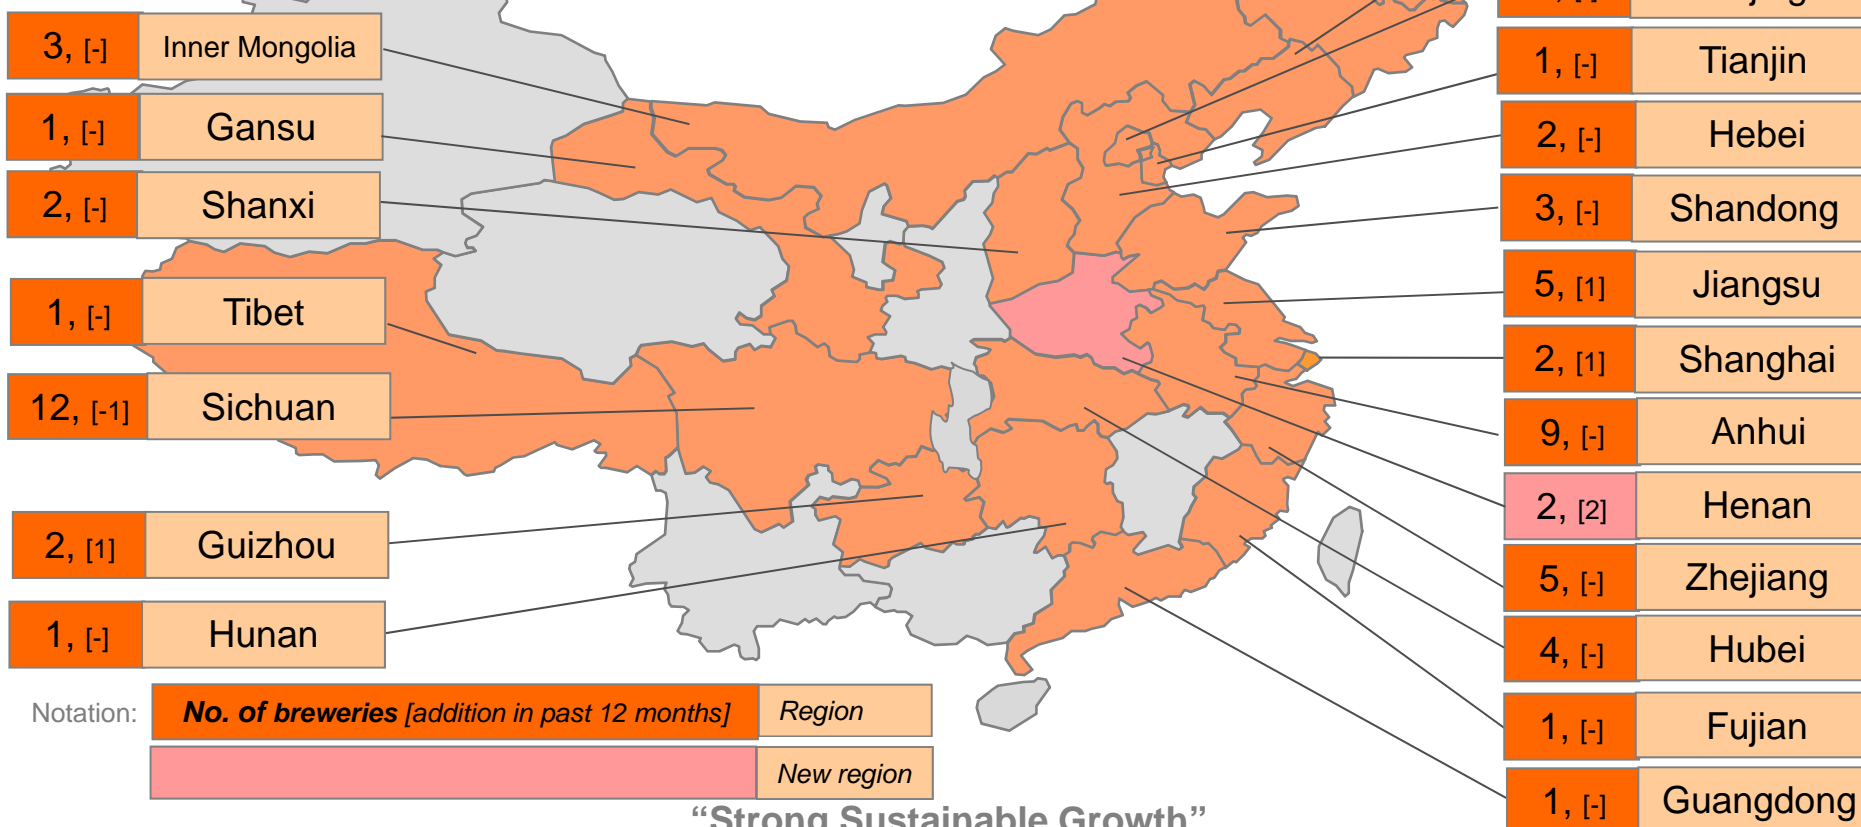 3, [-] Inner Mongolia
1, [-] Gansu
2, [-] Shanxi
1, [-] Tibet
12, [-1] Sichuan
2, [1] Guizhou
1, [-] Hunan
1, [-] Tianjin
2, [-] Hebei
3, [-] Shandong
5, [1] Jiangsu
2, [1] Shanghai
9, [-] Anhui
2, [2] Henan
5, [-] Zhejiang
4, [-] Hubei
1, [-] Fujian
1, [-] Guangdong
Notation: No. of breweries [addition in past 12 months] Region
New region
“Strong Sustainable Growth”